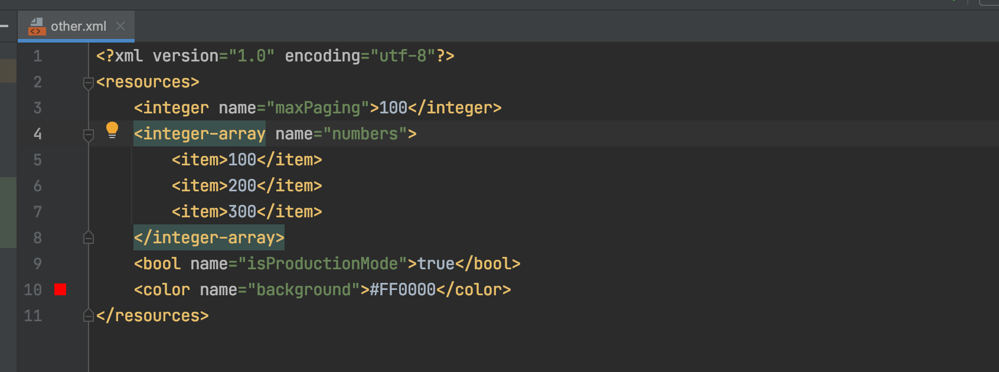 other.xml
1 <?xml version="1.0" encoding="utf-8"?>
2 <resources>
3     <integer name="maxPaging">100</integer>
4     <integer-array name="numbers">
5         <item>100</item>
6         <item>200</item>
7         <item>300</item>
8     </integer-array>
9     <bool name="isProductionMode">true</bool>
10     <color name="background">#FF0000</color>
11 </resources>